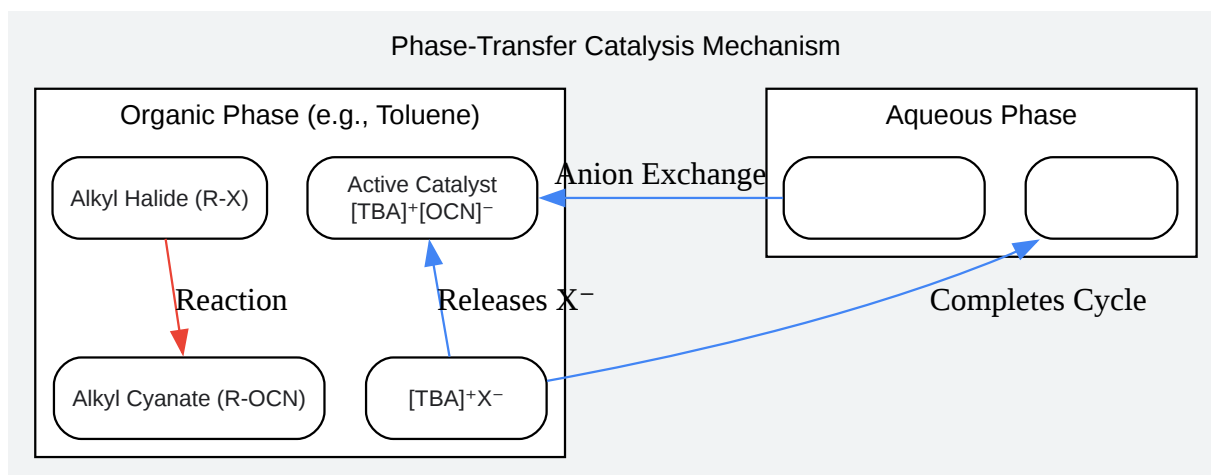 Phase-Transfer Catalysis Mechanism
Organic Phase (e.g., Toluene)
Aqueous Phase
Alkyl Halide (R-X)
Active Catalyst
[TBA]⁺[OCN]⁻
Anion Exchange
Reaction
Releases X⁻
Completes Cycle
Alkyl Cyanate (R-OCN)
[TBA]⁺X⁻